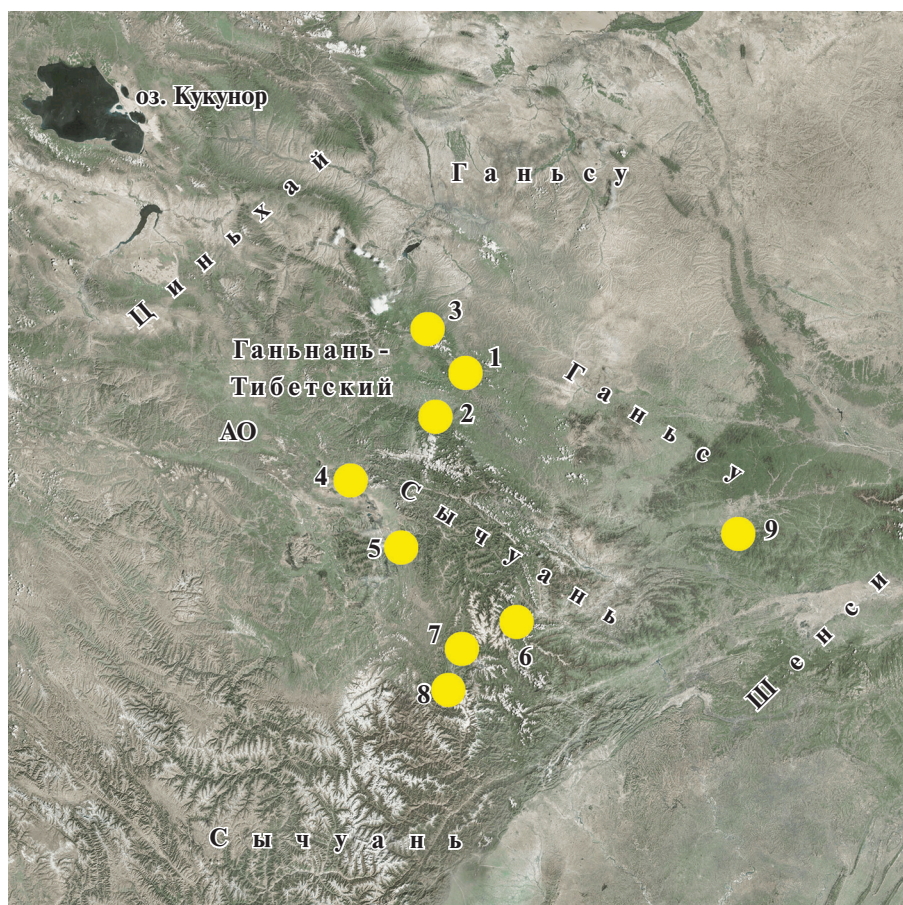 оз. Кукунор
Ганьсу
Циньхай
3
Ганьнань-
Тибетский
АО
1
Ганьсу
2
4
Сычуань
5
9
7
6
8
Шенси
Сычуань